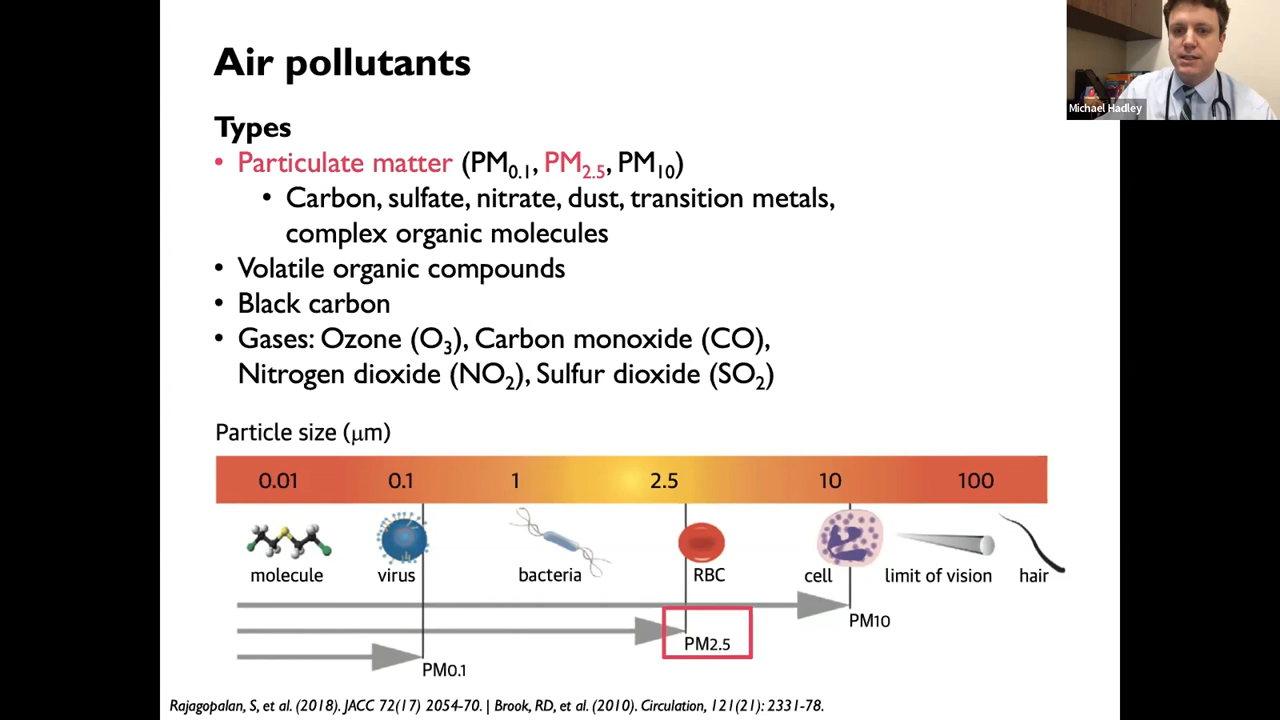 Air pollutants
Michael Hadley
Types
• Particulate matter (PM0.1, PM2.5, PM10)
• Carbon, sulfate, nitrate, dust, transition metals,
complex organic molecules
• Volatile organic compounds
• Black carbon
• Gases: Ozone (O3), Carbon monoxide (CO),
Nitrogen dioxide (NO2), Sulfur dioxide (SO2)
Particle size (μm)
0.01 0.1 1 2.5 10 100
molecule virus bacteria RBC cell limit of vision hair
PM10
PM2.5
PM0.1
Rajagopalan, S, et al. (2018). JACC 72(17) 2054-70. | Brook, RD, et al. (2010). Circulation, 121(21): 2331-78.